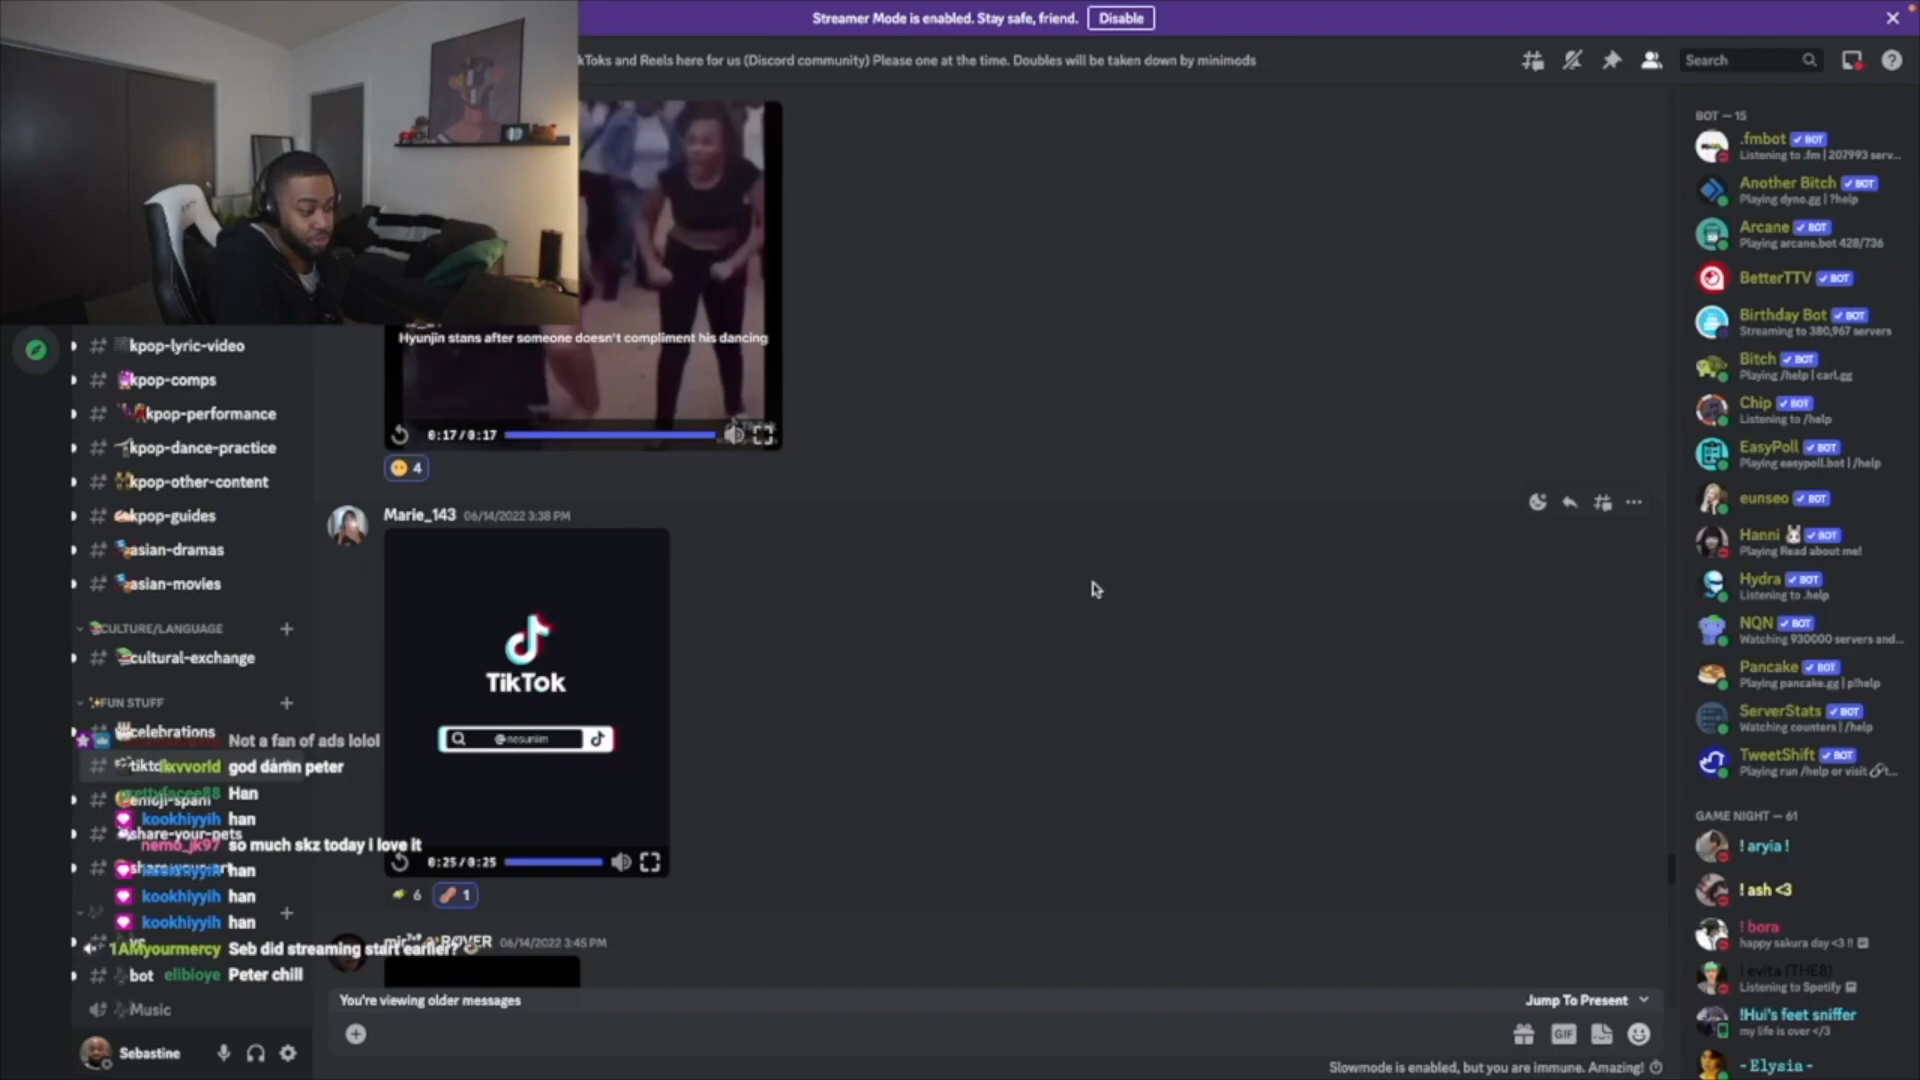 Streamer Mode is enabled. Stay safe, friend. Disable
kToks and Reels here for us (Discord community) Please one at the time. Doubles will be taken down by minimods
Search
Hyunjin stans after someone doesn't compliment his dancing
0:17/0:17
4
Marie_143 06/14/2022 3:38 PM
TikTok
@nesuniim
0:25/0:25
6
1
BOVER 06/14/2022 3:45 PM
You're viewing older messages
Jump To Present
GIF
Slowmode is enabled, but you are immune. Amazing!
kpop-lyric-video
kpop-comps
kpop-performance
kpop-dance-practice
kpop-other-content
kpop-guides
asian-dramas
asian-movies
CULTURE/LANGUAGE
cultural-exchange
FUN STUFF
celebrations
Not a fan of ads lolol
god damn peter
emoji-spam
prettyfacee88 Han
kookhiyyih han
share-your-pets
nemo_jk97 so much skz today i love it
kookhiyyih han
kookhiyyih han
kookhiyyih han
1AMyourmercy Seb did streaming start earlier?
bot
elibioye Peter chill
Music
Sebastine
BOT — 15
.fmbot BOT
Listening to .fm | 207993 serv...
Another Bitch BOT
Playing dyno.gg | ?help
Arcane BOT
Playing arcane.bot 428/736
BetterTTV BOT
Birthday Bot BOT
Streaming to 380,967 servers
Bitch BOT
Playing /help | carl.gg
Chip BOT
Listening to /help
EasyPoll BOT
Playing easypoll.bot | /help
eunseo BOT
Hanni BOT
Playing Read about me!
Hydra BOT
Listening to .help
NQN BOT
Watching 930000 servers and...
Pancake BOT
Playing pancake.gg | p!help
ServerStats BOT
Watching counters | /help
TweetShift BOT
Playing run /help or visit t...
GAME NIGHT — 61
! aryia !
! ash <3
! bora
happy sakura day <3 !!
! evita (THE8)
Listening to Spotify
!Hui's feet sniffer
my life is over </3
- Elysia -